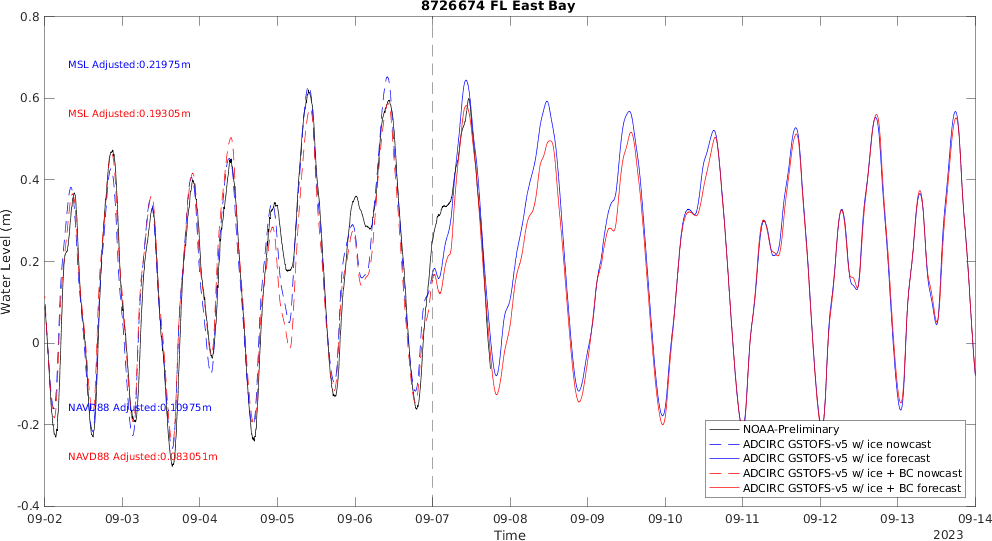 8726674 FL East Bay
0.8
MSL Adjusted:0.21975m
0.6
MSL Adjusted:0.19305m
0.4
Water Level (m)
0.2
0
NAVD88 Adjusted:0.10975m
-0.2
NAVD88 Adjusted:0.083051m
-0.4
NOAA-Preliminary
ADCIRC GSTOFS-v5 w/ ice nowcast
ADCIRC GSTOFS-v5 w/ ice forecast
ADCIRC GSTOFS-v5 w/ ice + BC nowcast
ADCIRC GSTOFS-v5 w/ ice + BC forecast
09-02 09-03 09-04 09-05 09-06 09-07 09-08 09-09 09-10 09-11 09-12 09-13 09-14
Time
2023